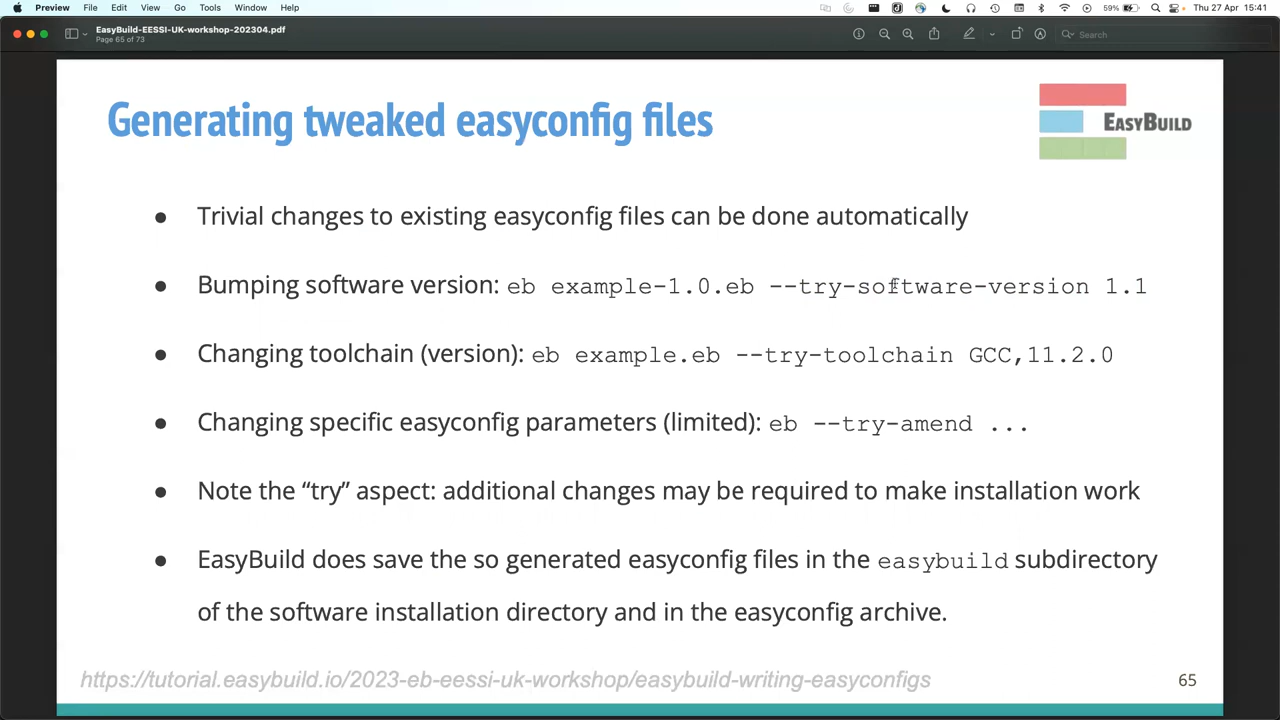 Preview File Edit View Go Tools Window Help
59% Thu 27 Apr 15:41
EasyBuild-EESSI-UK-workshop-202304.pdf
Page 65 of 73
Search
Generating tweaked easyconfig files
EASYBUILD
● Trivial changes to existing easyconfig files can be done automatically
● Bumping software version: eb example-1.0.eb --try-software-version 1.1
● Changing toolchain (version): eb example.eb --try-toolchain GCC,11.2.0
● Changing specific easyconfig parameters (limited): eb --try-amend ...
● Note the “try” aspect: additional changes may be required to make installation work
● EasyBuild does save the so generated easyconfig files in the easybuild subdirectory
of the software installation directory and in the easyconfig archive.
https://tutorial.easybuild.io/2023-eb-eessi-uk-workshop/easybuild-writing-easyconfigs
65